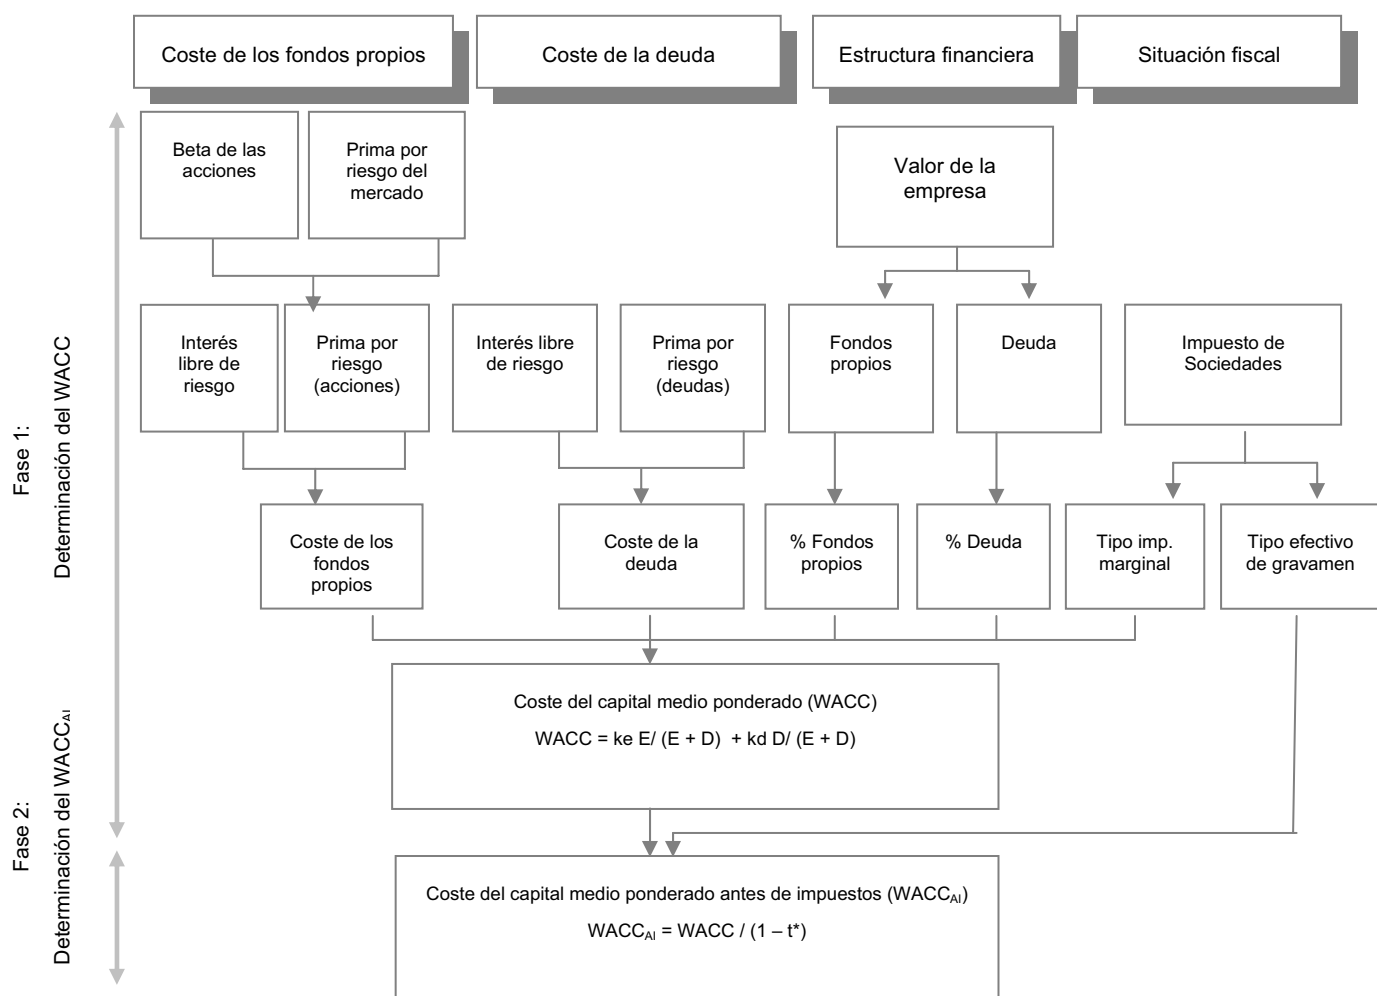 Coste de los fondos propios
Coste de la deuda
Estructura financiera
Situación fiscal
Beta de las
acciones
Prima por
riesgo del
mercado
Valor de la
empresa
Interés
libre de
riesgo
Prima por
riesgo
(acciones)
Interés libre
de riesgo
Prima por
riesgo
(deudas)
Fondos
propios
Deuda
Impuesto de
Sociedades
Fase 1:
Determinación del WACC
Coste de los
fondos
propios
Coste de la
deuda
% Fondos
propios
% Deuda
Tipo imp.
marginal
Tipo efectivo
de gravamen
Coste del capital medio ponderado (WACC)
WACC = ke E/ (E + D) + kd D/ (E + D)
Fase 2:
Determinación del WACCAI
Coste del capital medio ponderado antes de impuestos (WACCAI)
WACCAI = WACC / (1 – t*)